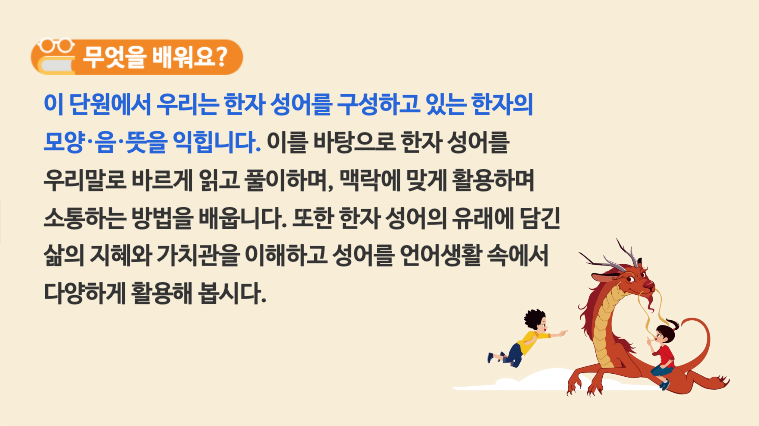 무엇을 배워요?
이 단원에서 우리는 한자 성어를 구성하고 있는 한자의
모양·음·뜻을 익힙니다. 이를 바탕으로 한자 성어를
우리말로 바르게 읽고 풀이하며, 맥락에 맞게 활용하며
소통하는 방법을 배웁니다. 또한 한자 성어의 유래에 담긴
삶의 지혜와 가치관을 이해하고 성어를 언어생활 속에서
다양하게 활용해 봅시다.